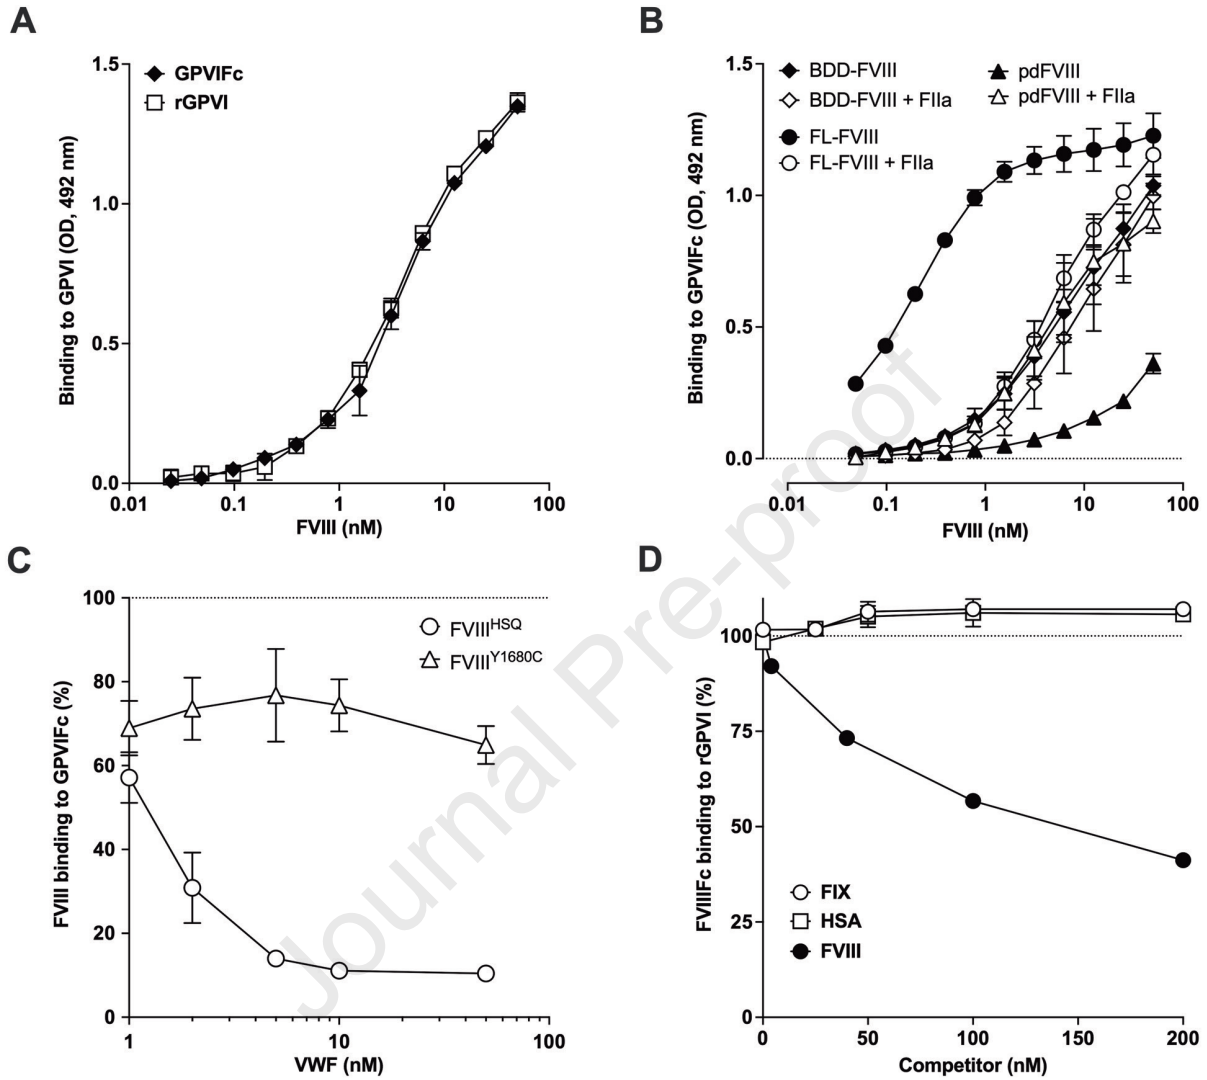 A
GPVIFc
rGPVI
Binding to GPVI (OD, 492 nm)
1.5
1.0
0.5
0.0
0.01
0.1
1
10
100
FVIII (nM)
B
BDD-FVIII
BDD-FVIII + FIIa
FL-FVIII
FL-FVIII + FIIa
pdFVIII
pdFVIII + FIIa
Binding to GPVIFc (OD, 492 nm)
1.5
1.0
0.5
0.0
0.01
0.1
1
10
100
FVIII (nM)
C
FVIII^HSQ
FVIII^Y1680C
FVIII binding to GPVIFc (%)
100
80
60
40
20
0
1
10
100
VWF (nM)
D
FIX
HSA
FVIII
FVIIIFc binding to rGPVI (%)
100
75
50
25
0
0
50
100
150
200
Competitor (nM)
Journal Pre-proof